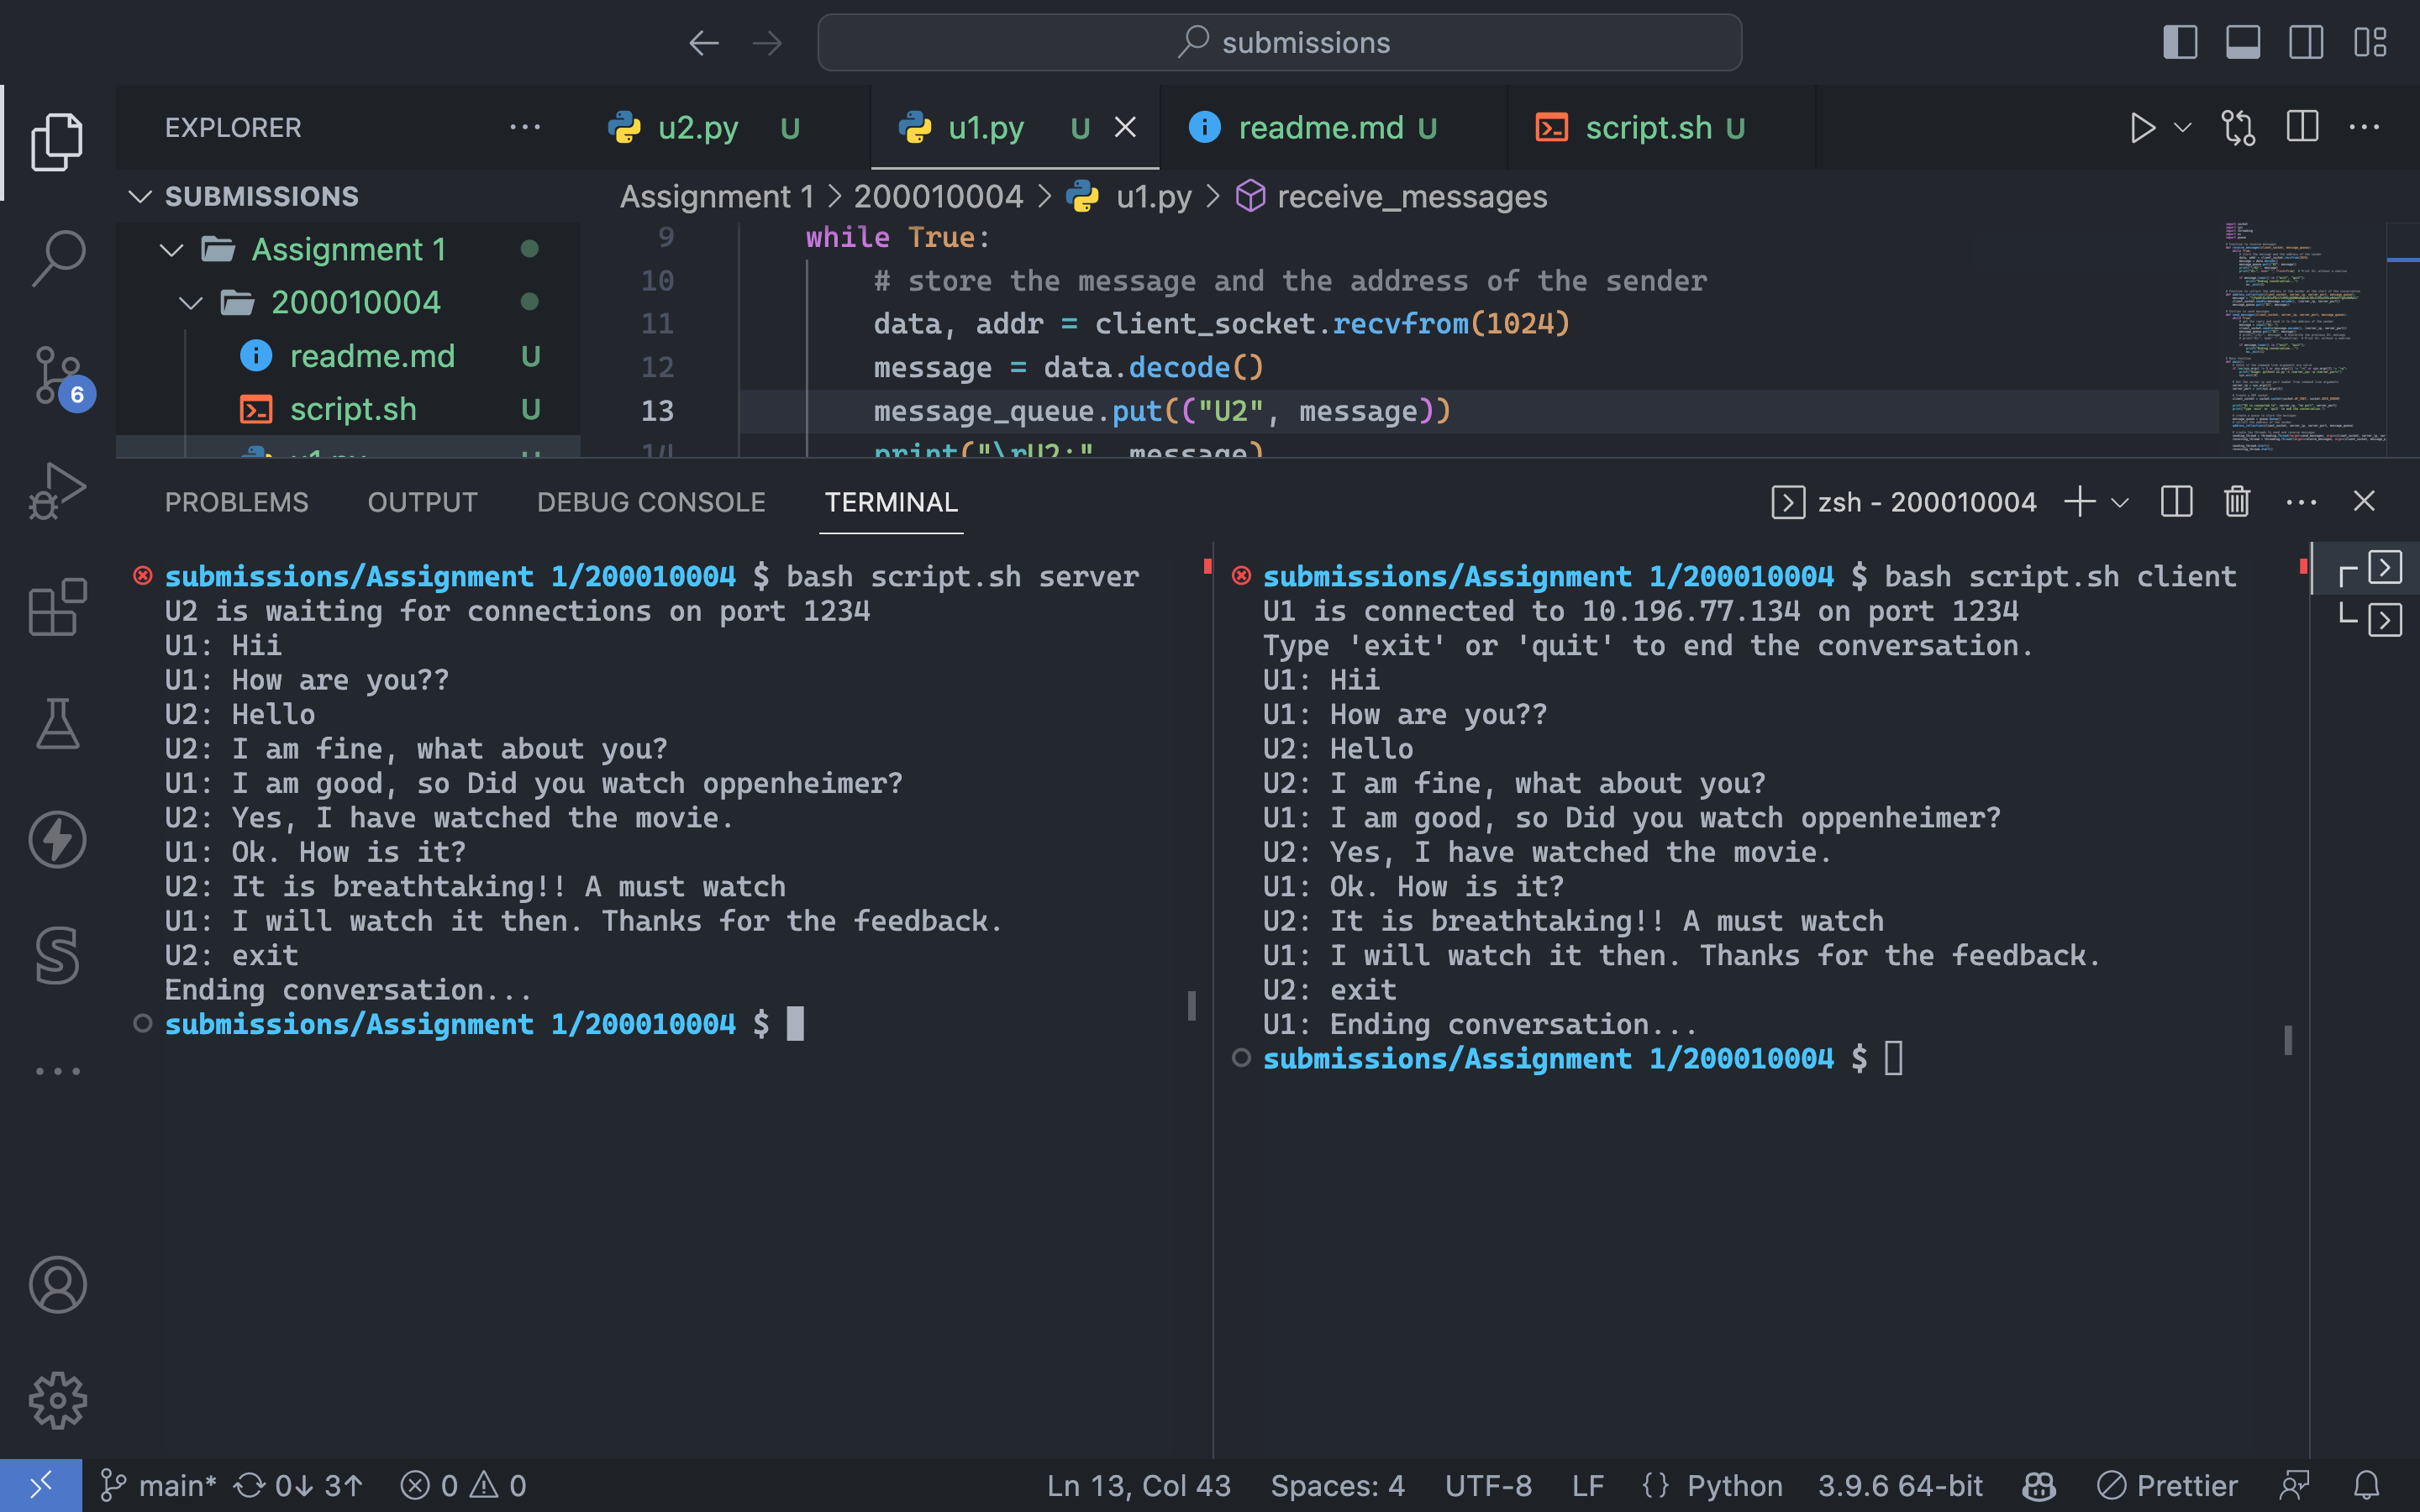 submissions
EXPLORER
u2.py U
u1.py U
readme.md U
script.sh U
SUBMISSIONS
Assignment 1 > 200010004 > u1.py > receive_messages
Assignment 1
200010004
readme.md U
script.sh U
u1.py U
9 while True:
10 # store the message and the address of the sender
11 data, addr = client_socket.recvfrom(1024)
12 message = data.decode()
13 message_queue.put(("U2", message))
14 print("\rU2:", message)
6
PROBLEMS OUTPUT DEBUG CONSOLE TERMINAL
zsh - 200010004
submissions/Assignment 1/200010004 $ bash script.sh server
U2 is waiting for connections on port 1234
U1: Hii
U1: How are you??
U2: Hello
U2: I am fine, what about you?
U1: I am good, so Did you watch oppenheimer?
U2: Yes, I have watched the movie.
U1: Ok. How is it?
U2: It is breathtaking!! A must watch
U1: I will watch it then. Thanks for the feedback.
U2: exit
Ending conversation...
submissions/Assignment 1/200010004 $
submissions/Assignment 1/200010004 $ bash script.sh client
U1 is connected to 10.196.77.134 on port 1234
Type 'exit' or 'quit' to end the conversation.
U1: Hii
U1: How are you??
U2: Hello
U2: I am fine, what about you?
U1: I am good, so Did you watch oppenheimer?
U2: Yes, I have watched the movie.
U1: Ok. How is it?
U2: It is breathtaking!! A must watch
U1: I will watch it then. Thanks for the feedback.
U2: exit
U1: Ending conversation...
submissions/Assignment 1/200010004 $
main* 0↓ 3↑ 0 0 Ln 13, Col 43 Spaces: 4 UTF-8 LF {} Python 3.9.6 64-bit Prettier